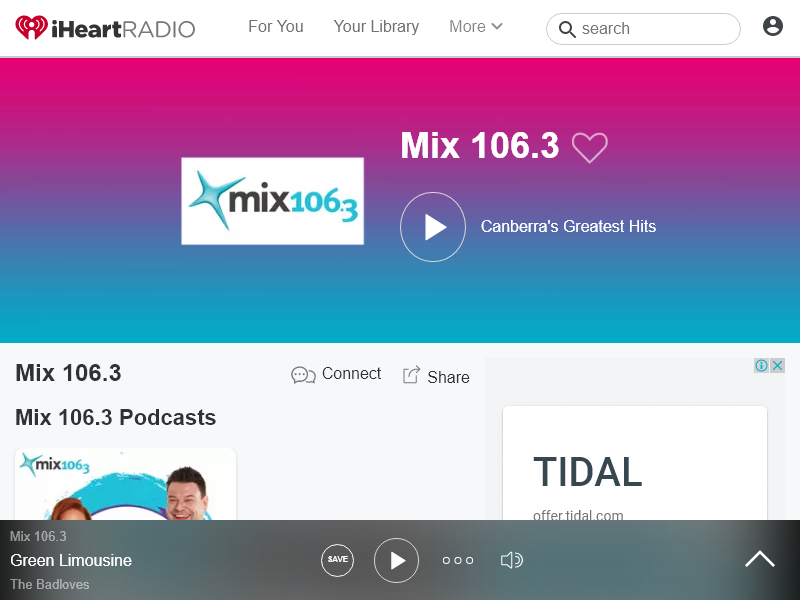 iHeartRADIO
For You
Your Library
More
search
mix106.3
Mix 106.3
Canberra's Greatest Hits
Mix 106.3
Connect
Share
Mix 106.3 Podcasts
mix106.3
TIDAL
offer.tidal.com
Mix 106.3
Green Limousine
The Badloves
SAVE